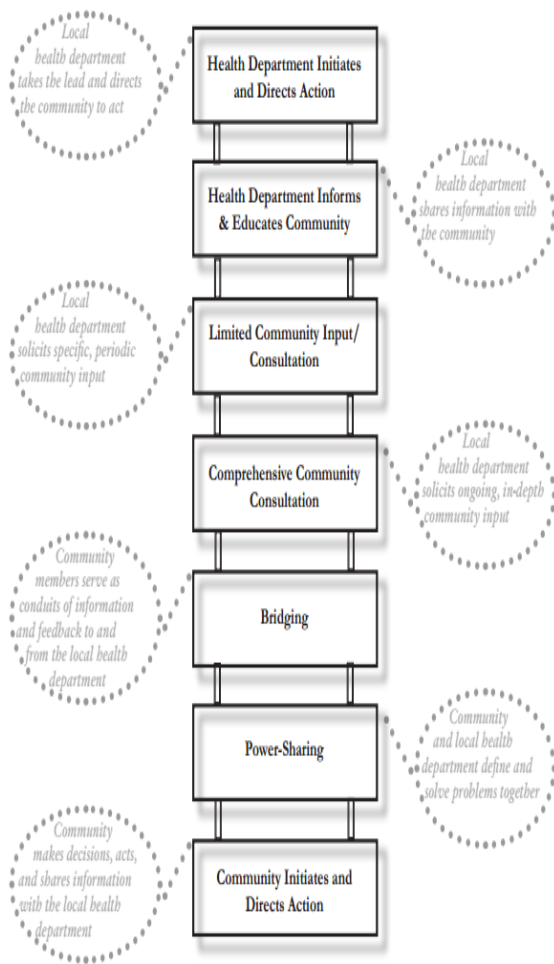 Local
health department
takes the lead and directs
the community to act
Health Department Initiates
and Directs Action
Health Department Informs
& Educates Community
Local
health department
shares information with
the community
Local
health department
solicits specific, periodic
community input
Limited Community Input/
Consultation
Comprehensive Community
Consultation
Local
health department
solicits ongoing, in-depth
community input
Community
members serve as
conduits of information
and feedback to and
from the local health
department
Bridging
Power-Sharing
Community
and local health
department define and
solve problems together
Community
makes decisions, acts,
and shares information
with the local health
department
Community Initiates and
Directs Action